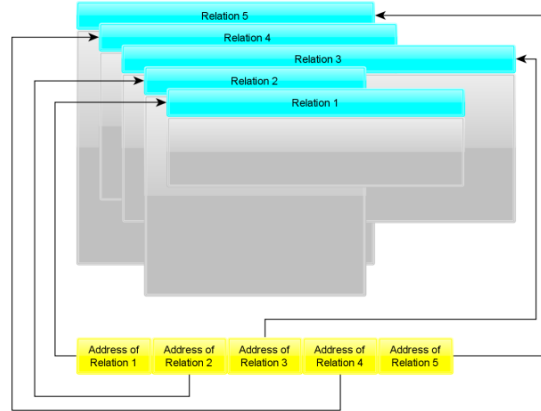 Relation 5
Relation 4
Relation 3
Relation 2
Relation 1
Address of
Relation 1
Address of
Relation 2
Address of
Relation 3
Address of
Relation 4
Address of
Relation 5